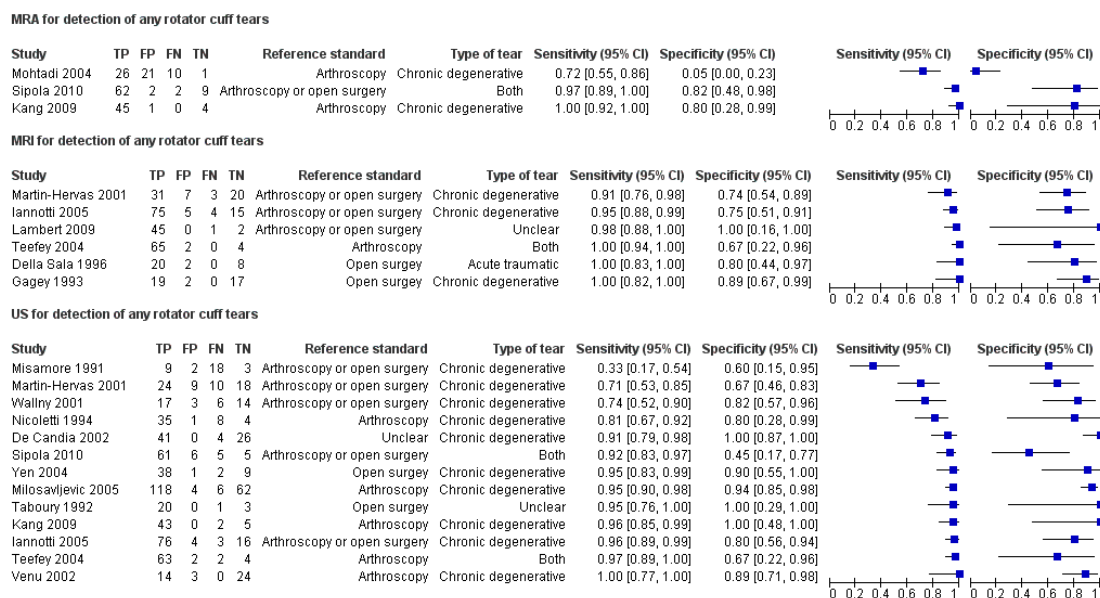 MRA for detection of any rotator cuff tears
Study TP FP FN TN Reference standard Type of tear Sensitivity (95% CI) Specificity (95% CI) Sensitivity (95% CI) Specificity (95% CI)
Mohtadi 2004 26 21 10 1 Arthroscopy Chronic degenerative 0.72 [0.55, 0.86] 0.05 [0.00, 0.23]
Sipola 2010 62 2 2 9 Arthroscopy or open surgery Both 0.97 [0.89, 1.00] 0.82 [0.48, 0.98]
Kang 2009 45 1 0 4 Arthroscopy Chronic degenerative 1.00 [0.92, 1.00] 0.80 [0.28, 0.99]
0 0.2 0.4 0.6 0.8 1 0 0.2 0.4 0.6 0.8 1
MRI for detection of any rotator cuff tears
Study TP FP FN TN Reference standard Type of tear Sensitivity (95% CI) Specificity (95% CI) Sensitivity (95% CI) Specificity (95% CI)
Martin-Hervas 2001 31 7 3 20 Arthroscopy or open surgery Chronic degenerative 0.91 [0.76, 0.98] 0.74 [0.54, 0.89]
Iannotti 2005 75 5 4 15 Arthroscopy or open surgery Chronic degenerative 0.95 [0.88, 0.99] 0.75 [0.51, 0.91]
Lambert 2009 45 0 1 2 Arthroscopy or open surgery Unclear 0.98 [0.88, 1.00] 1.00 [0.16, 1.00]
Teefey 2004 65 2 0 4 Arthroscopy Both 1.00 [0.94, 1.00] 0.67 [0.22, 0.96]
Della Sala 1996 20 2 0 8 Open surgey Acute traumatic 1.00 [0.83, 1.00] 0.80 [0.44, 0.97]
Gagey 1993 19 2 0 17 Open surgery Chronic degenerative 1.00 [0.82, 1.00] 0.89 [0.67, 0.99]
0 0.2 0.4 0.6 0.8 1 0 0.2 0.4 0.6 0.8 1
US for detection of any rotator cuff tears
Study TP FP FN TN Reference standard Type of tear Sensitivity (95% CI) Specificity (95% CI) Sensitivity (95% CI) Specificity (95% CI)
Misamore 1991 9 2 18 3 Arthroscopy or open surgery Chronic degenerative 0.33 [0.17, 0.54] 0.60 [0.15, 0.95]
Martin-Hervas 2001 24 9 10 18 Arthroscopy or open surgery Chronic degenerative 0.71 [0.53, 0.85] 0.67 [0.46, 0.83]
Wallny 2001 17 3 6 14 Arthroscopy or open surgery Chronic degenerative 0.74 [0.52, 0.90] 0.82 [0.57, 0.96]
Nicoletti 1994 35 1 8 4 Arthroscopy Chronic degenerative 0.81 [0.67, 0.92] 0.80 [0.28, 0.99]
De Candia 2002 41 0 4 26 Unclear Chronic degenerative 0.91 [0.79, 0.98] 1.00 [0.87, 1.00]
Sipola 2010 61 6 5 5 Arthroscopy or open surgery Both 0.92 [0.83, 0.97] 0.45 [0.17, 0.77]
Yen 2004 38 1 2 9 Open surgery Chronic degenerative 0.95 [0.83, 0.99] 0.90 [0.55, 1.00]
Milosavljevic 2005 118 4 6 62 Arthroscopy Chronic degenerative 0.95 [0.90, 0.98] 0.94 [0.85, 0.98]
Taboury 1992 20 0 1 3 Open surgery Unclear 0.95 [0.76, 1.00] 1.00 [0.29, 1.00]
Kang 2009 43 0 2 5 Arthroscopy Chronic degenerative 0.96 [0.85, 0.99] 1.00 [0.48, 1.00]
Iannotti 2005 76 4 3 16 Arthroscopy or open surgery Chronic degenerative 0.96 [0.89, 0.99] 0.80 [0.56, 0.94]
Teefey 2004 63 2 2 4 Arthroscopy Both 0.97 [0.89, 1.00] 0.67 [0.22, 0.96]
Venu 2002 14 3 0 24 Arthroscopy Chronic degenerative 1.00 [0.77, 1.00] 0.89 [0.71, 0.98]
0 0.2 0.4 0.6 0.8 1 0 0.2 0.4 0.6 0.8 1